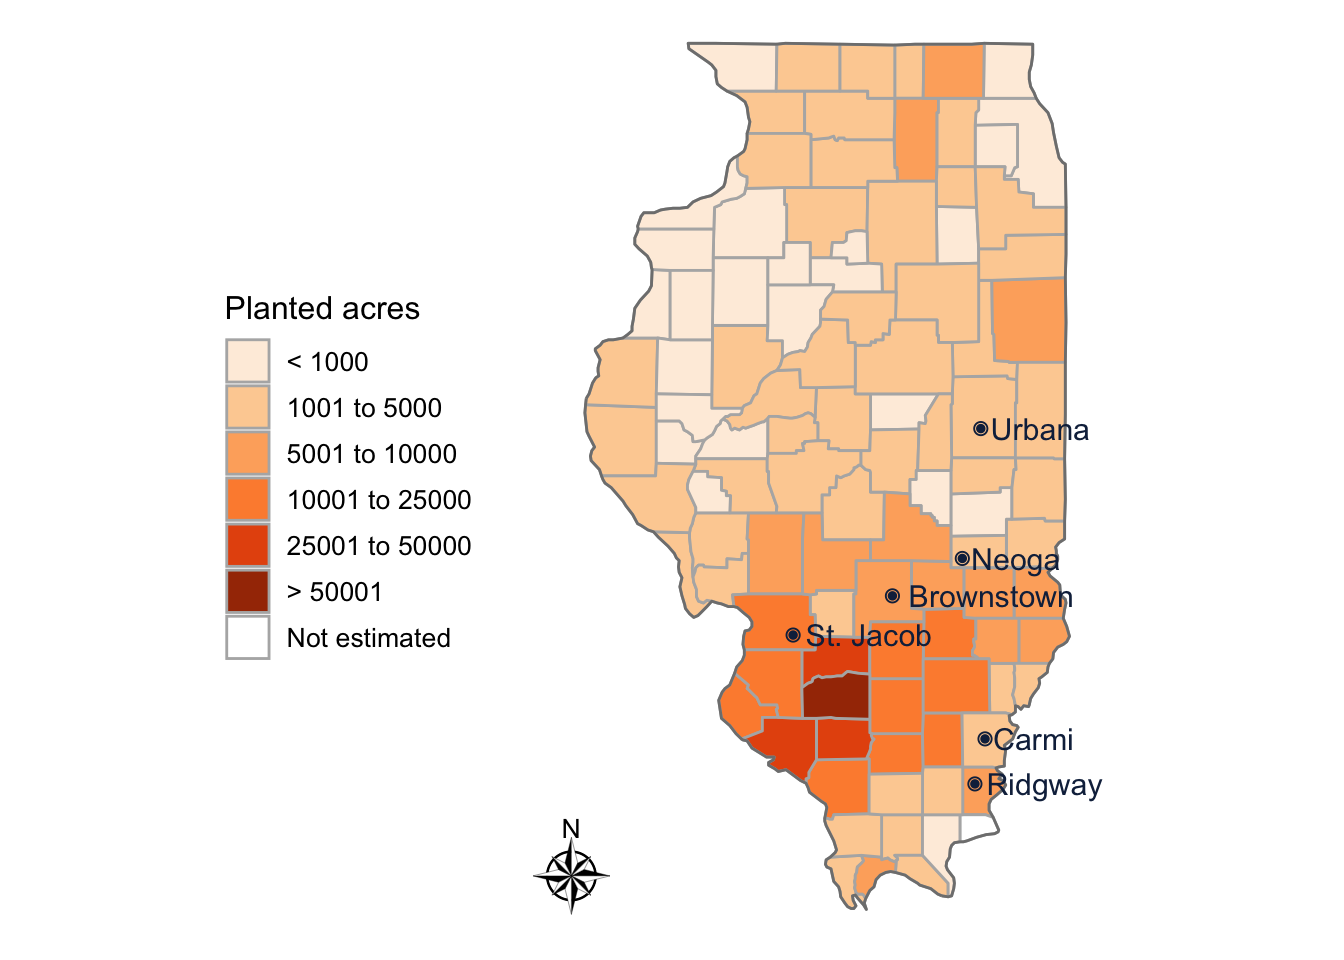 Planted acres
< 1000
1001 to 5000
5001 to 10000
10001 to 25000
25001 to 50000
> 50001
Not estimated
Urbana
Neoga
Brownstown
St. Jacob
Carmi
Ridgway
N